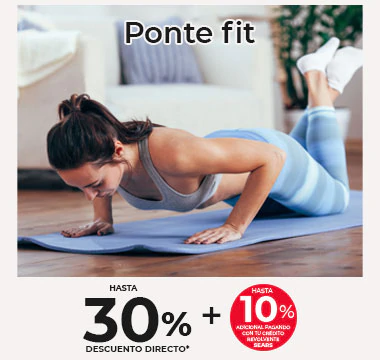 Ponte fit
HASTA
30%
DESCUENTO DIRECTO*
+
HASTA
10%
ADICIONAL PAGANDO
CON TU CRÉDITO
REVOLVENTE
SEARS